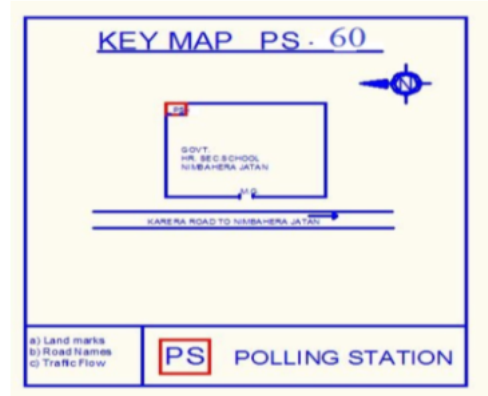 KEY MAP PS - 60
N
PS
GOVT.
HR. SEC.SCHOOL
NIMBAHERA JATAN
M.G.
KARERA ROAD TO NIMBAHERA JATAN
a) Land marks
b) Road Names
c) Traffic Flow
PS POLLING STATION